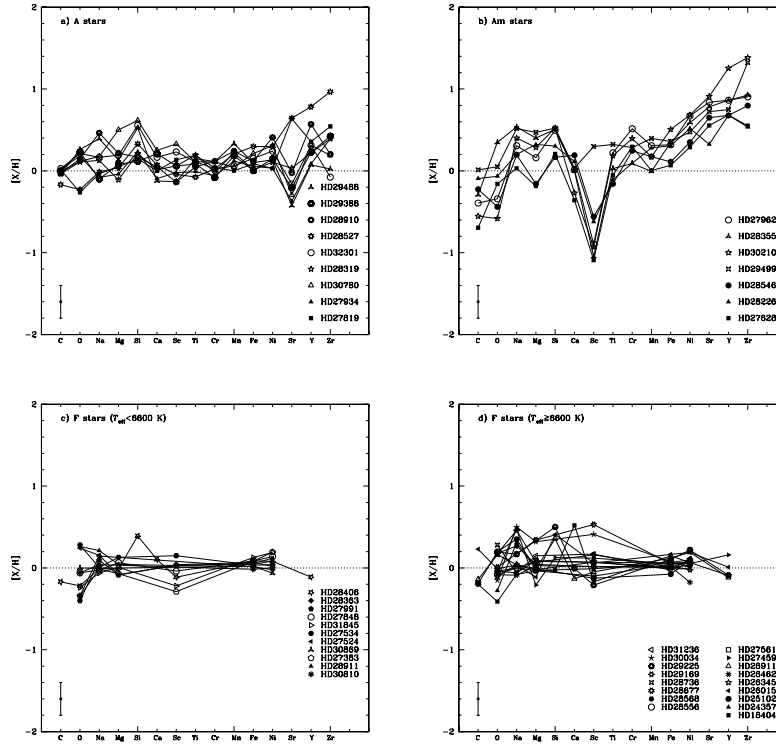 a) A stars
2
1
0
-1
-2
[X/H]
HD29488
HD29388
HD28910
HD28527
HD32301
HD28319
HD30780
HD27934
HD27819
C O Na Mg Si Ca Sc Ti Cr Mn Fe Ni Sr Y Zr
b) Am stars
2
1
0
-1
-2
[X/H]
HD27962
HD28355
HD30210
HD29499
HD28546
HD28226
HD27628
C O Na Mg Si Ca Sc Ti Cr Mn Fe Ni Sr Y Zr
c) F stars (Teff<6600 K)
2
1
0
-1
-2
[X/H]
HD28406
HD28363
HD27991
HD27848
HD31845
HD27534
HD27524
HD30869
HD27383
HD28911
HD30810
C O Na Mg Si Ca Sc Ti Cr Mn Fe Ni Sr Y Zr
d) F stars (Teff≥6600 K)
2
1
0
-1
-2
[X/H]
HD31236 HD27561
HD30034 HD27459
HD29225 HD26911
HD29169 HD26462
HD28736 HD26345
HD28677 HD26015
HD28568 HD25102
HD28556 HD24357
HD18404
C O Na Mg Si Ca Sc Ti Cr Mn Fe Ni Sr Y Zr